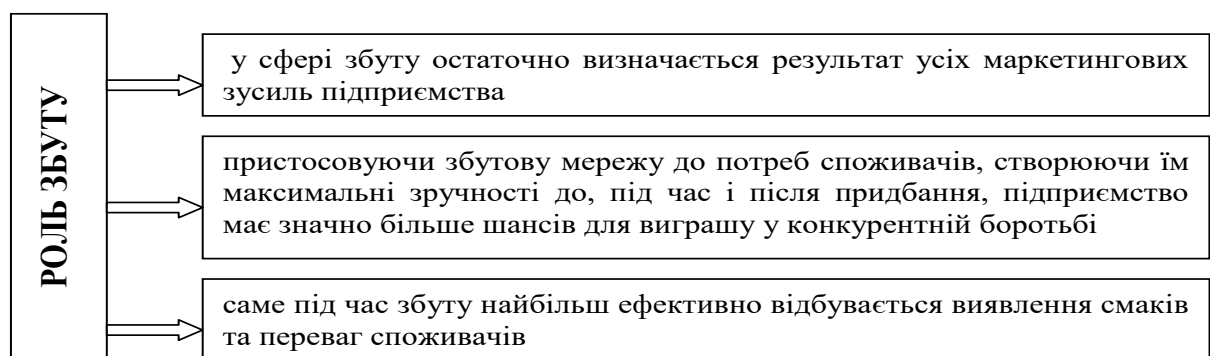 РОЛЬ ЗБУТУ
у сфері збуту остаточно визначається результат усіх маркетингових
зусиль підприємства
пристосовуючи збутову мережу до потреб споживачів, створюючи їм
максимальні зручності до, під час і після придбання, підприємство
має значно більше шансів для виграшу у конкурентній боротьбі
саме під час збуту найбільш ефективно відбувається виявлення смаків
та переваг споживачів